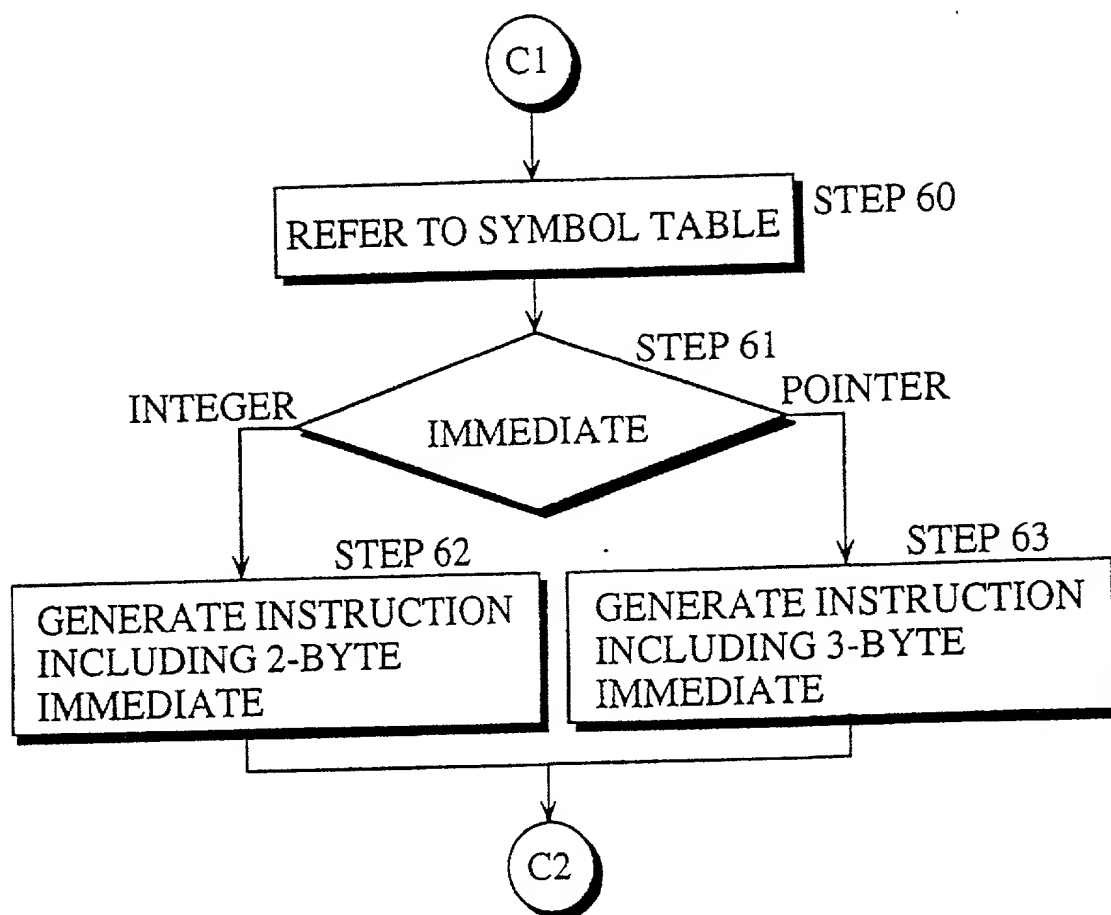 C1
REFER TO SYMBOL TABLE
STEP 60
STEP 61
INTEGER
IMMEDIATE
POINTER
STEP 62
GENERATE INSTRUCTION
INCLUDING 2-BYTE
IMMEDIATE
STEP 63
GENERATE INSTRUCTION
INCLUDING 3-BYTE
IMMEDIATE
C2